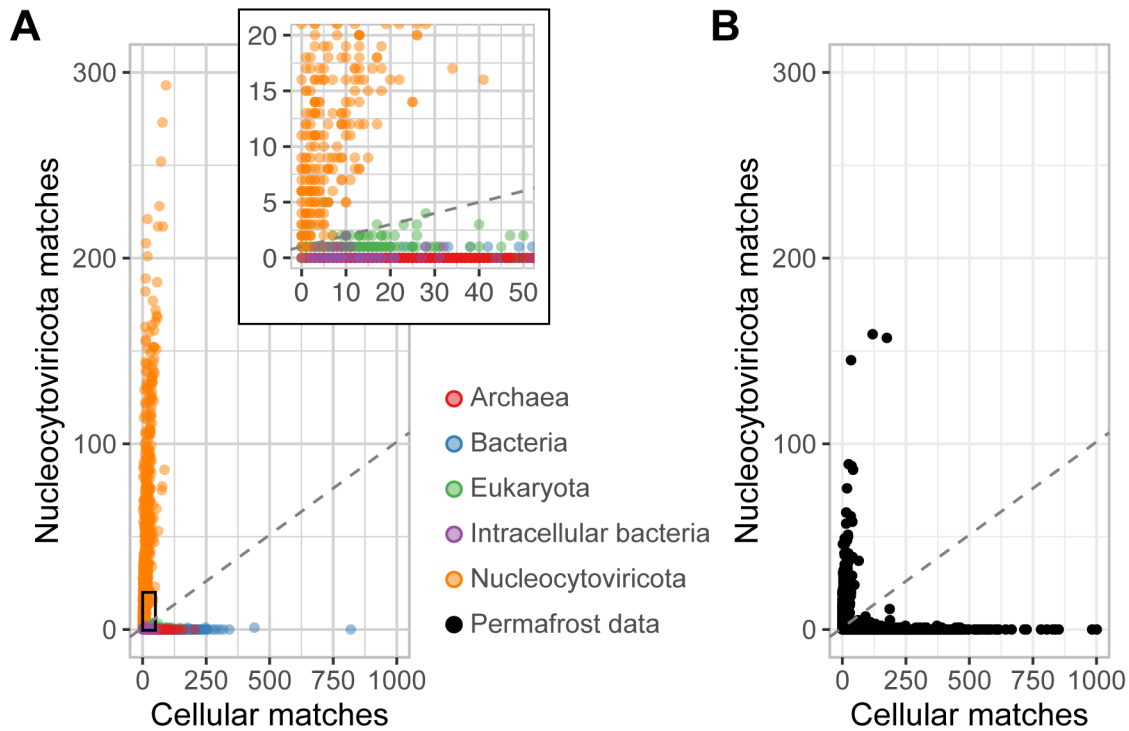 A
B
Nucleocytoviricota matches
300
200
100
0
0
250
500
750
1000
Cellular matches
20
15
10
5
0
0
10
20
30
40
50
Archaea
Bacteria
Eukaryota
Intracellular bacteria
Nucleocytoviricota
Permafrost data
Nucleocytoviricota matches
300
200
100
0
0
250
500
750
1000
Cellular matches